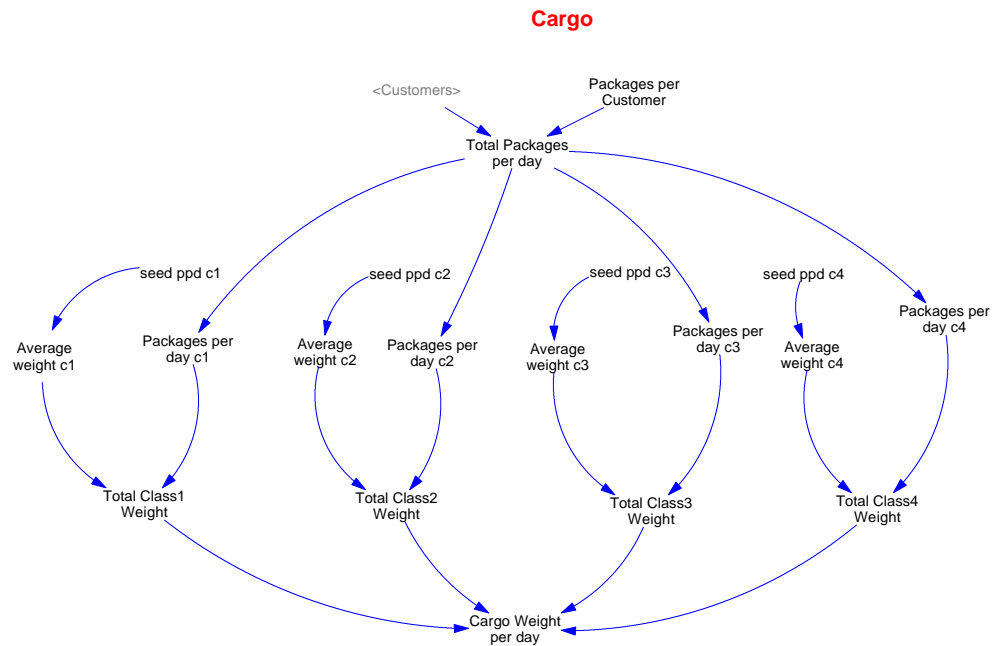 Cargo
<Customers>
Packages per
Customer
Total Packages
per day
seed ppd c1
seed ppd c2
seed ppd c3
seed ppd c4
Average
weight c1
Packages per
day c1
Average
weight c2
Packages per
day c2
Average
weight c3
Packages per
day c3
Average
weight c4
Packages per
day c4
Total Class1
Weight
Total Class2
Weight
Total Class3
Weight
Total Class4
Weight
Cargo Weight
per day